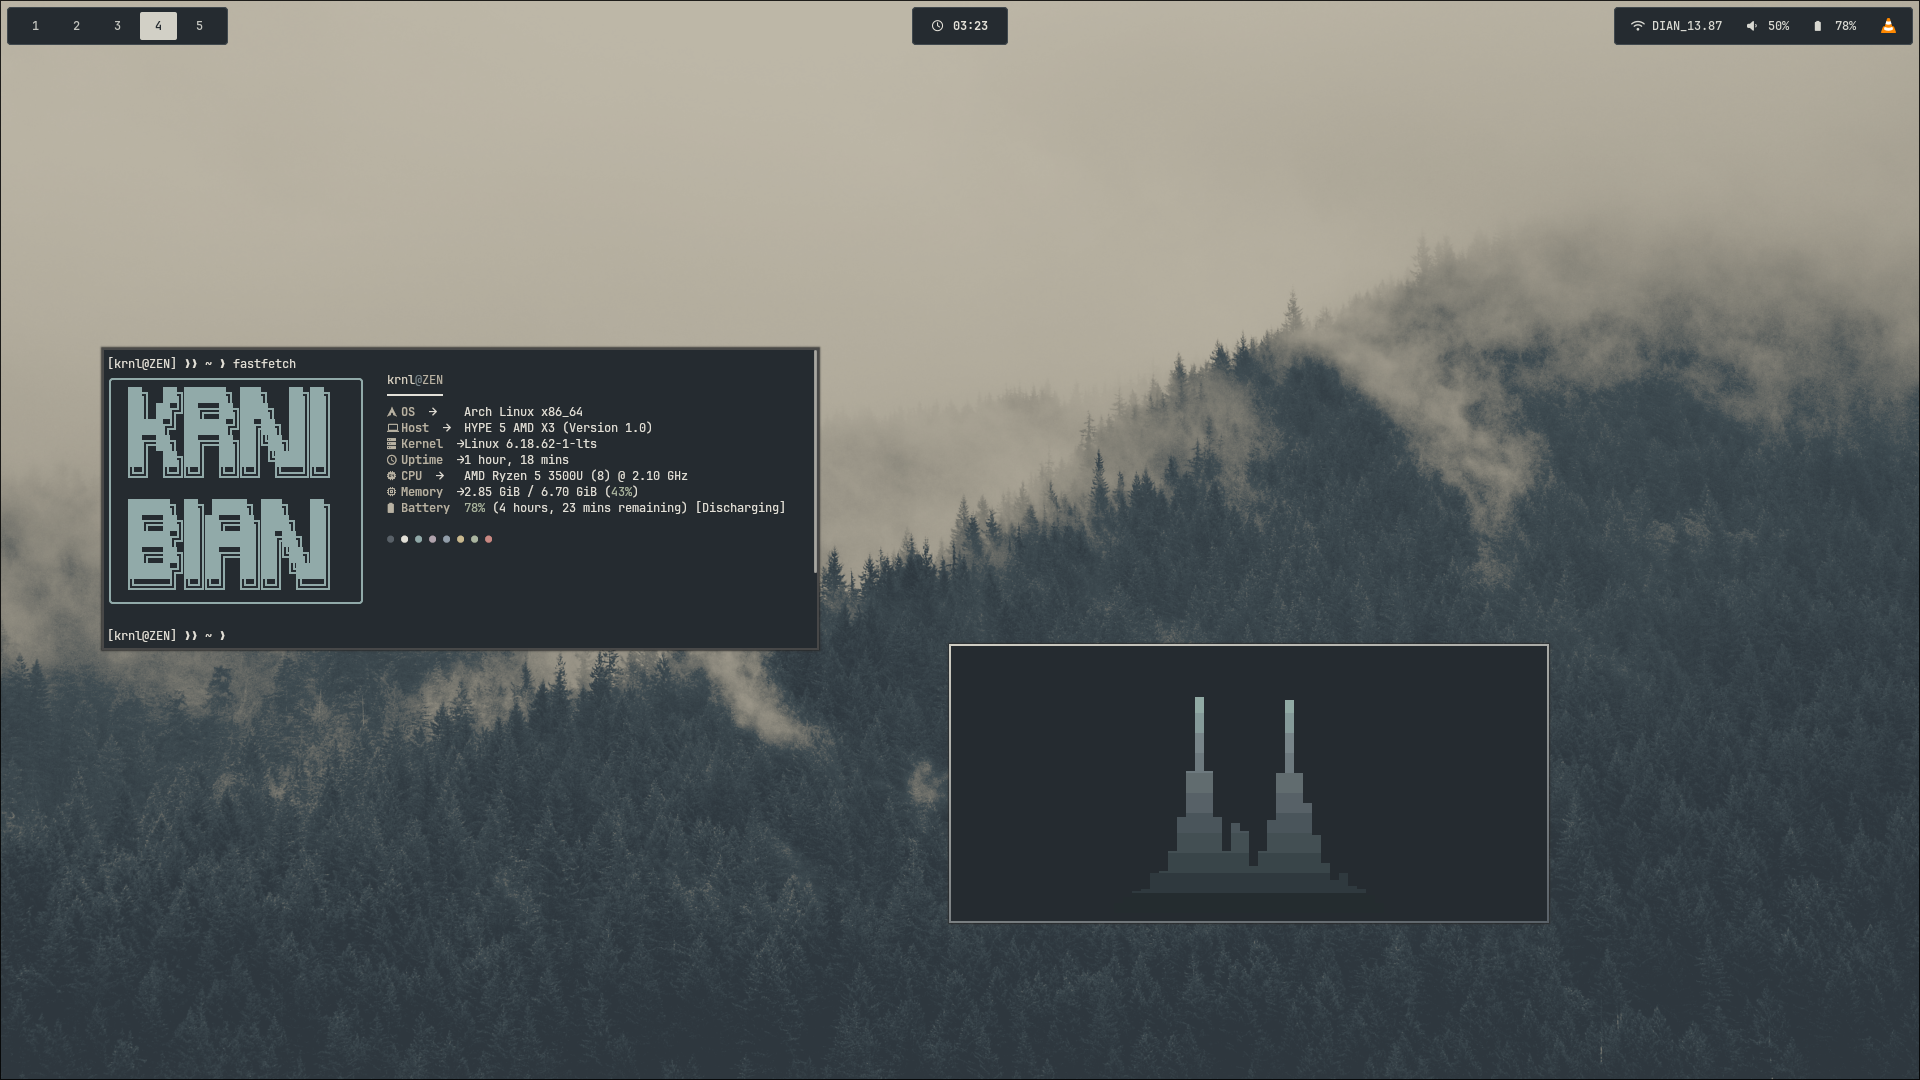 1 2 3 4 5
03:23
DIAN_13.87 50% 78%
[krnl@ZEN] ❫❫ ~ ❫ fastfetch
KRNl
BIAN
krnl@ZEN
OS → Arch Linux x86_64
Host → HYPE 5 AMD X3 (Version 1.0)
Kernel → Linux 6.18.62-1-lts
Uptime → 1 hour, 18 mins
CPU → AMD Ryzen 5 3500U (8) @ 2.10 GHz
Memory → 2.85 GiB / 6.70 GiB (43%)
Battery 78% (4 hours, 23 mins remaining) [Discharging]
[krnl@ZEN] ❫❫ ~ ❫